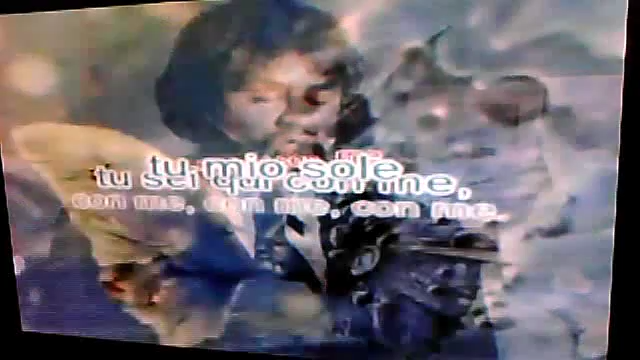 tu mio sole
tu sei qui con me,
con me, con me, con me